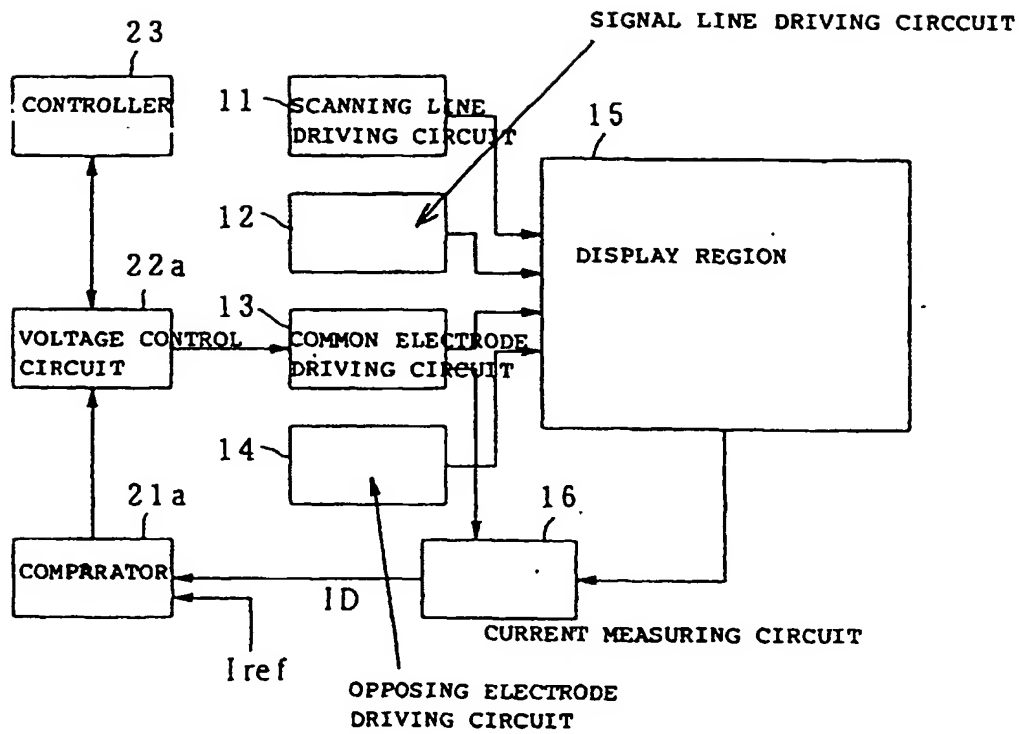 SIGNAL LINE DRIVING CIRCCUIT
23
CONTROLLER
11
SCANNING LINE
DRIVING CIRCUIT
15
12
DISPLAY REGION
22a
13
VOLTAGE CONTROL
CIRCUIT
COMMON ELECTRODE
DRIVING CIRCUIT
14
21a
16
COMPARATOR
ID
CURRENT MEASURING CIRCUIT
Iref
OPPOSING ELECTRODE
DRIVING CIRCUIT